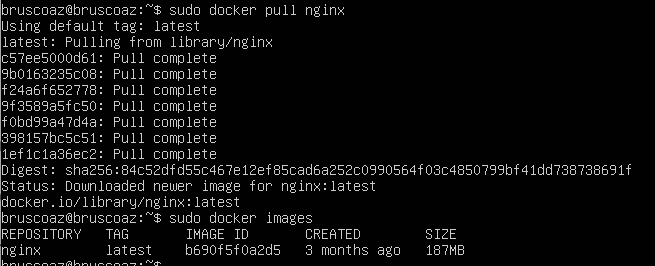 bruscoaz@bruscoaz:~$ sudo docker pull nginx
Using default tag: latest
latest: Pulling from library/nginx
c57ee5000d61: Pull complete
9b0163235c08: Pull complete
f24a6f652778: Pull complete
9f3589a5fc50: Pull complete
f0bd99a47d4a: Pull complete
398157bc5c51: Pull complete
1ef1c1a36ec2: Pull complete
Digest: sha256:84c52dfd55c467e12ef85cad6a252c0990564f03c4850799bf41dd738738691f
Status: Downloaded newer image for nginx:latest
docker.io/library/nginx:latest
bruscoaz@bruscoaz:~$ sudo docker images
REPOSITORY TAG IMAGE ID CREATED SIZE
nginx latest b690f5f0a2d5 3 months ago 187MB
bruscoaz@bruscoaz:~$